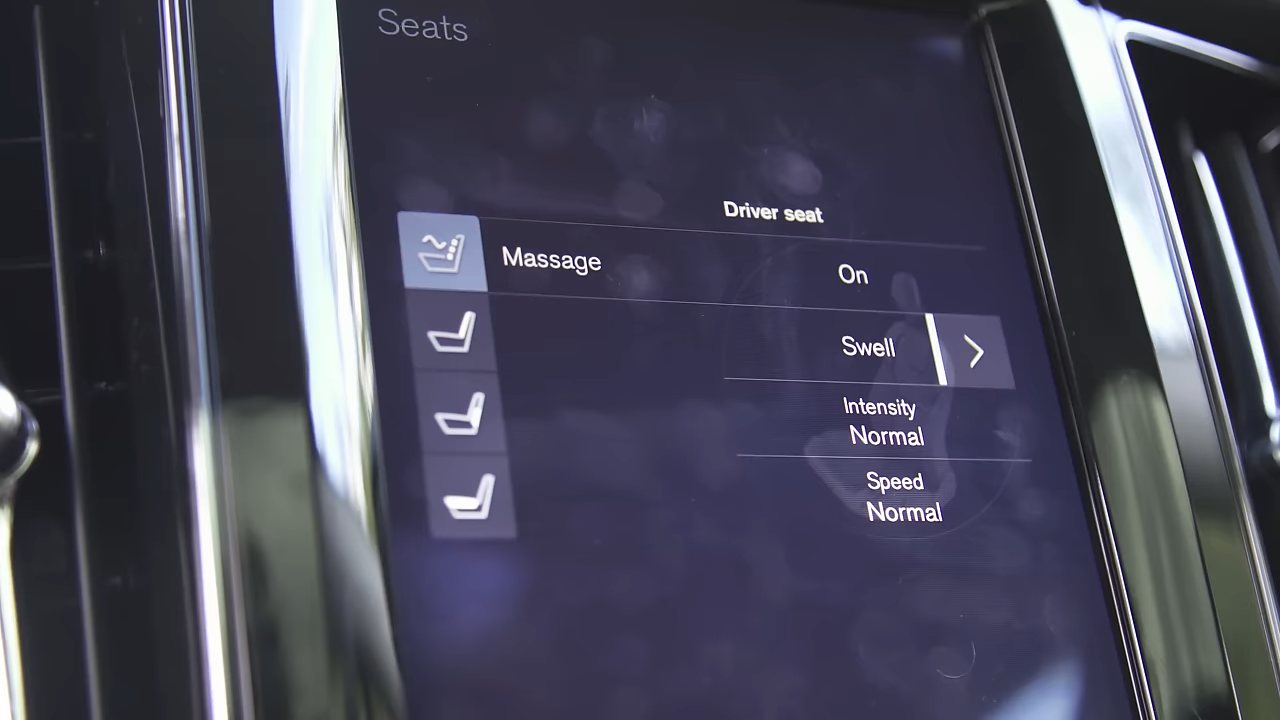 Seats
Driver seat
Massage
On
Swell
Intensity
Normal
Speed
Normal